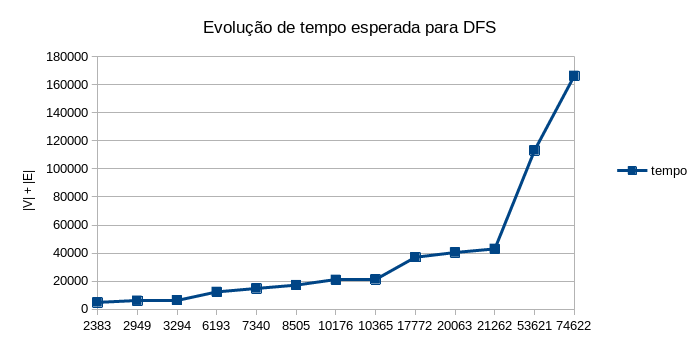 Evolução de tempo esperada para DFS
180000
160000
140000
120000
100000
80000
60000
40000
20000
0
|V| + |E|
tempo
2383 2949 3294 6193 7340 8505 10176 10365 17772 20063 21262 53621 74622